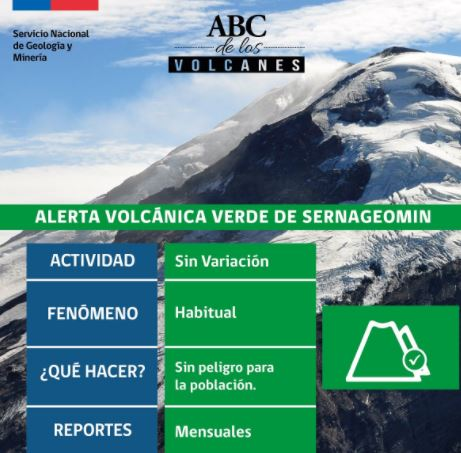 Servicio Nacional
de Geología y
Minería
ABC
de los
VOLCANES
ALERTA VOLCÁNICA VERDE DE SERNAGEOMIN
ACTIVIDAD
Sin Variación
FENÓMENO
Habitual
¿QUÉ HACER?
Sin peligro para
la población.
REPORTES
Mensuales